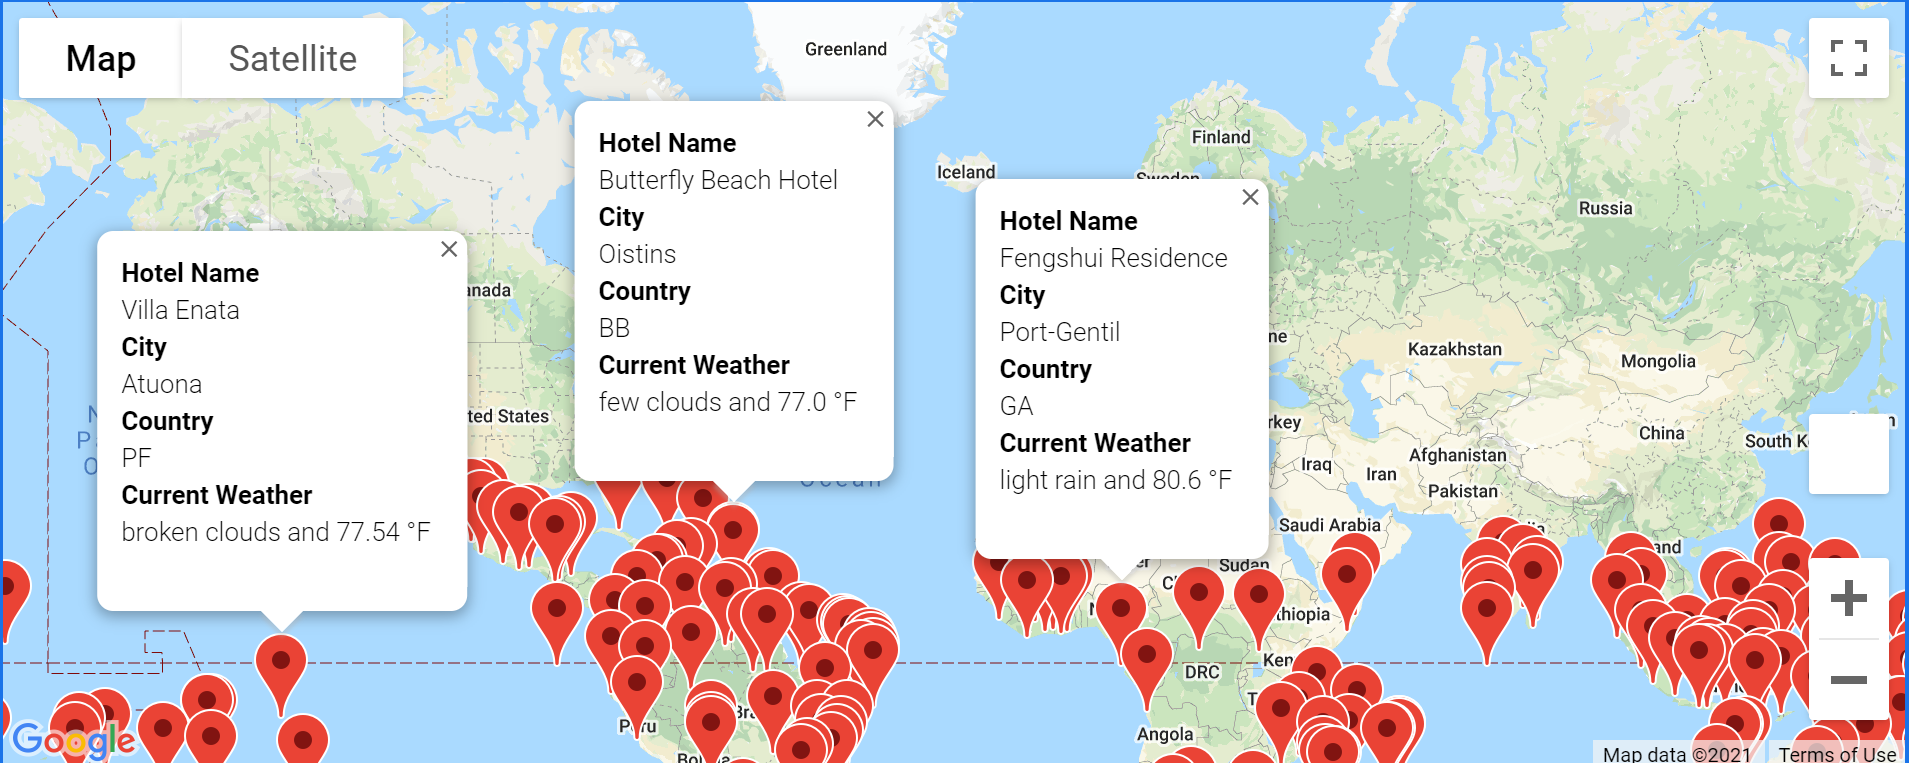 Map
Satellite
Greenland
Finland
Iceland
Sweden
Russia
Hotel Name
Butterfly Beach Hotel
City
Oistins
Country
BB
Current Weather
few clouds and 77.0 °F
Hotel Name
Fengshui Residence
City
Port-Gentil
Country
GA
Current Weather
light rain and 80.6 °F
Hotel Name
Villa Enata
City
Atuona
Country
PF
Current Weather
broken clouds and 77.54 °F
anada
ted States
Ocean
ne
Kazakhstan
Mongolia
rkey
China
South K
Iraq
Iran
Afghanistan
Pakistan
Saudi Arabia
Sudan
thiopia
and
DRC
Ken
Peru
Bra
Angola
Google
Map data ©2021
Terms of Use